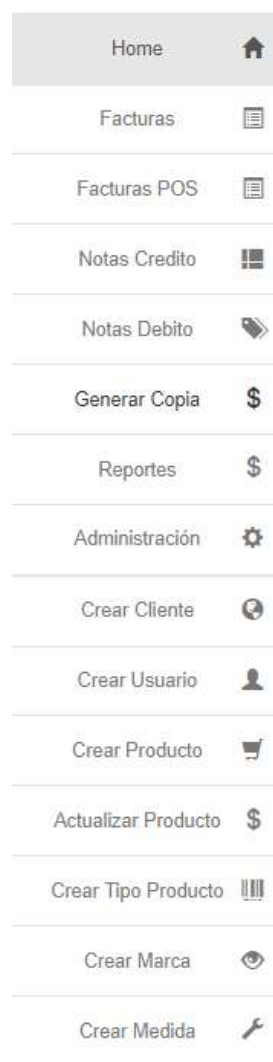 Home
Facturas
Facturas POS
Notas Credito
Notas Debito
Generar Copia
Reportes
Administración
Crear Cliente
Crear Usuario
Crear Producto
Actualizar Producto
Crear Tipo Producto
Crear Marca
Crear Medida